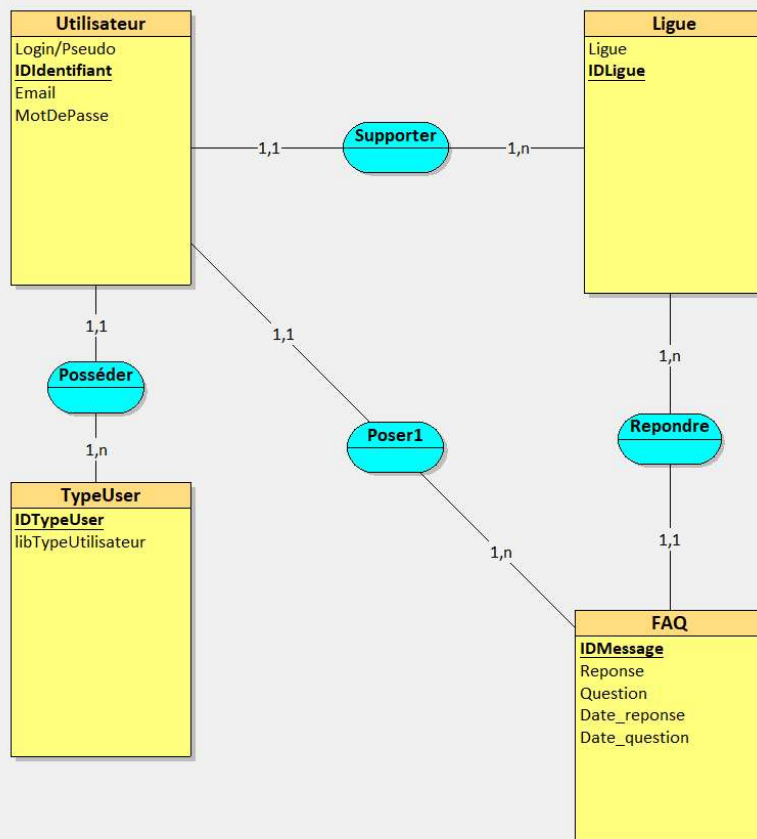 Utilisateur
Login/Pseudo
IDIdentifiant
Email
MotDePasse
Ligue
Ligue
IDLigue
1,1
Supporter
1,n
1,1
Posséder
1,n
1,1
Poser1
1,n
1,n
Repondre
1,1
TypeUser
IDTypeUser
libTypeUtilisateur
FAQ
IDMessage
Reponse
Question
Date_reponse
Date_question